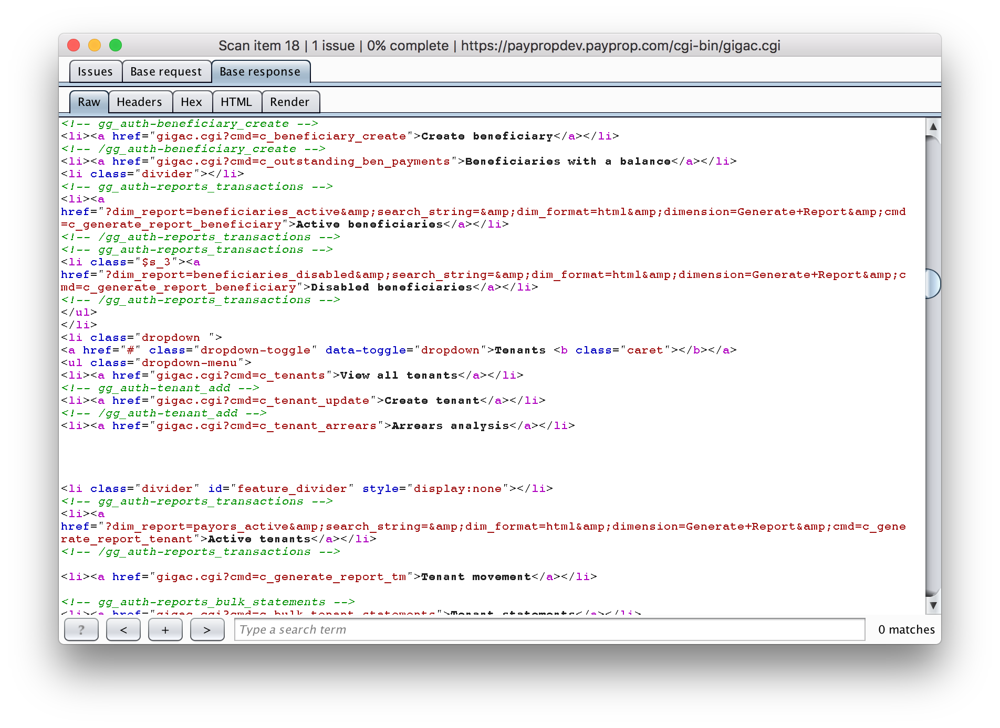 Scan item 18 | 1 issue | 0% complete | https://paypropdev.payprop.com/cgi-bin/gigac.cgi
Issues Base request Base response
Raw Headers Hex HTML Render
<!-- gg_auth-beneficiary_create -->
<li><a href="gigac.cgi?cmd=c_beneficiary_create">Create beneficiary</a></li>
<!-- /gg_auth-beneficiary_create -->
<li><a href="gigac.cgi?cmd=c_outstanding_ben_payments">Beneficiaries with a balance</a></li>
<li class="divider"></li>
<!-- gg_auth-reports_transactions -->
<li><a
href="?dim_report=beneficiaries_active&amp;search_string=&amp;dim_format=html&amp;dimension=Generate+Report&amp;cmd
=c_generate_report_beneficiary">Active beneficiaries</a></li>
<!-- /gg_auth-reports_transactions -->
<!-- gg_auth-reports_transactions -->
<li class="$s_3"><a
href="?dim_report=beneficiaries_disabled&amp;search_string=&amp;dim_format=html&amp;dimension=Generate+Report&amp;c
md=c_generate_report_beneficiary">Disabled beneficiaries</a></li>
<!-- /gg_auth-reports_transactions -->
</ul>
</li>
<li class="dropdown ">
<a href="#" class="dropdown-toggle" data-toggle="dropdown">Tenants <b class="caret"></b></a>
<ul class="dropdown-menu">
<li><a href="gigac.cgi?cmd=c_tenants">View all tenants</a></li>
<!-- gg_auth-tenant_add -->
<li><a href="gigac.cgi?cmd=c_tenant_update">Create tenant</a></li>
<!-- /gg_auth-tenant_add -->
<li><a href="gigac.cgi?cmd=c_tenant_arrears">Arrears analysis</a></li>
<li class="divider" id="feature_divider" style="display:none"></li>
<!-- gg_auth-reports_transactions -->
<li><a
href="?dim_report=payors_active&amp;search_string=&amp;dim_format=html&amp;dimension=Generate+Report&amp;cmd=c_gene
rate_report_tenant">Active tenants</a></li>
<!-- /gg_auth-reports_transactions -->
<li><a href="gigac.cgi?cmd=c_generate_report_tm">Tenant movement</a></li>
<!-- gg_auth-reports_bulk_statements -->
<li><a href="gigac.cgi?cmd=c_bulk_tenant_statements">Tenant statements</a></li>
? < + > Type a search term 0 matches